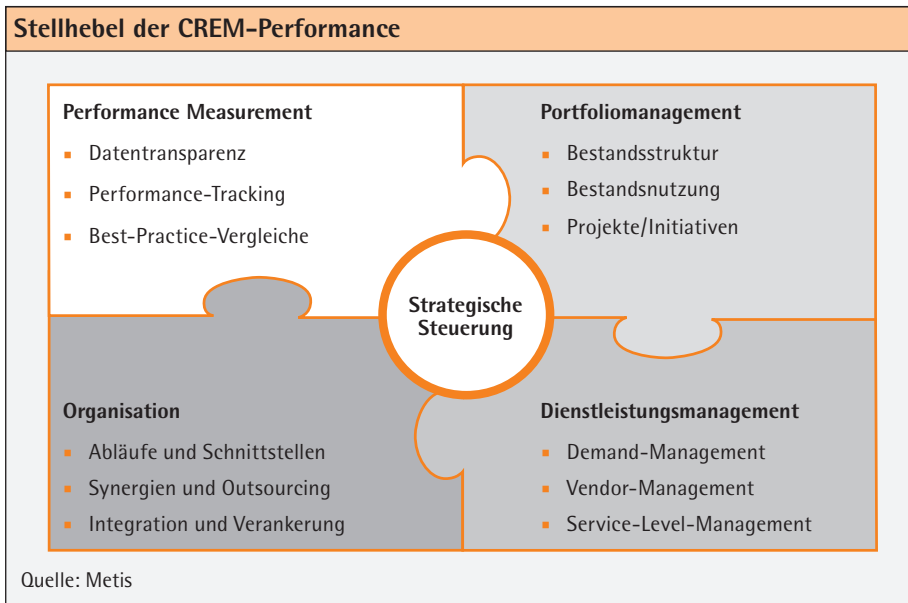 Stellhebel der CREM-Performance
Performance Measurement
▪ Datentransparenz
▪ Performance-Tracking
▪ Best-Practice-Vergleiche
Portfoliomanagement
▪ Bestandsstruktur
▪ Bestandsnutzung
▪ Projekte/Initiativen
Strategische
Steuerung
Organisation
▪ Abläufe und Schnittstellen
▪ Synergien und Outsourcing
▪ Integration und Verankerung
Dienstleistungsmanagement
▪ Demand-Management
▪ Vendor-Management
▪ Service-Level-Management
Quelle: Metis